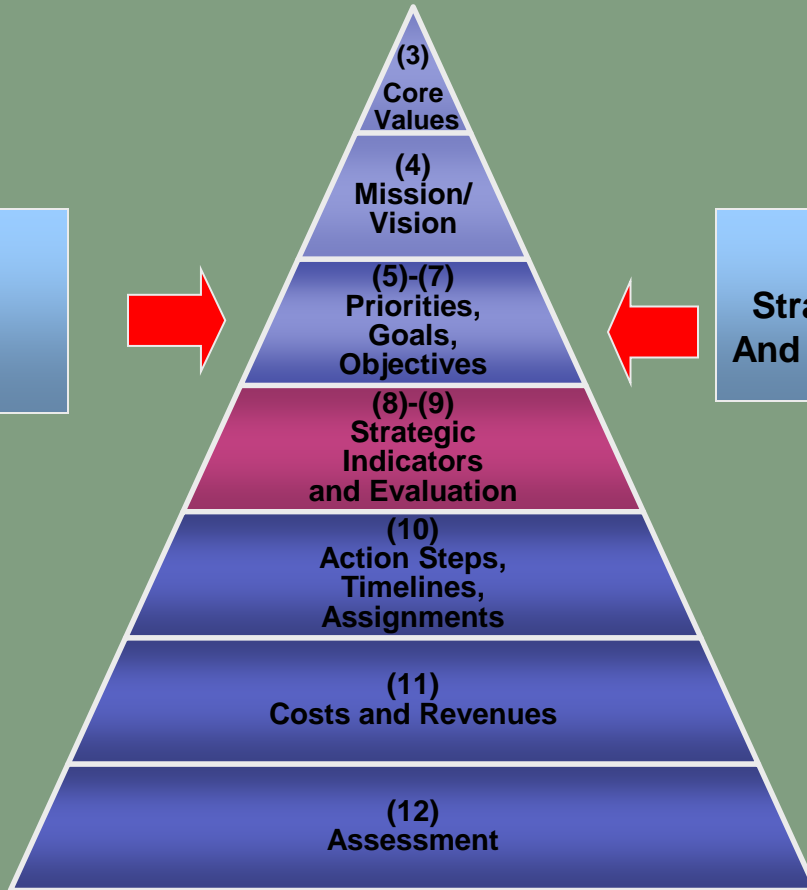 (3)
Core
Values
(4)
Mission/
Vision
(5)-(7)
Priorities,
Goals,
Objectives
And
(8)-(9)
Strategic
Indicators
and Evaluation
(10)
Action Steps,
Timelines,
Assignments
(11)
Costs and Revenues
(12)
Assessment